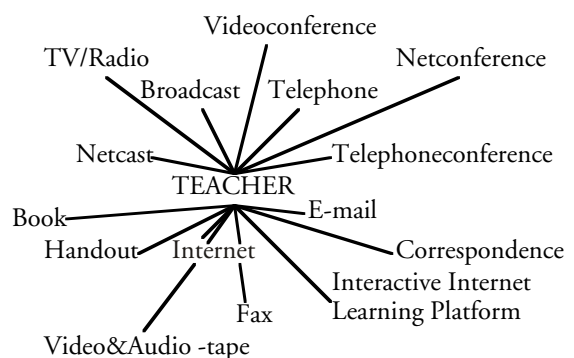 Videoconference
TV/Radio
Netconference
Broadcast
Telephone
Netcast
Telephoneconference
TEACHER
Book
E-mail
Handout
Internet
Correspondence
Interactive Internet
Learning Platform
Fax
Video&Audio -tape